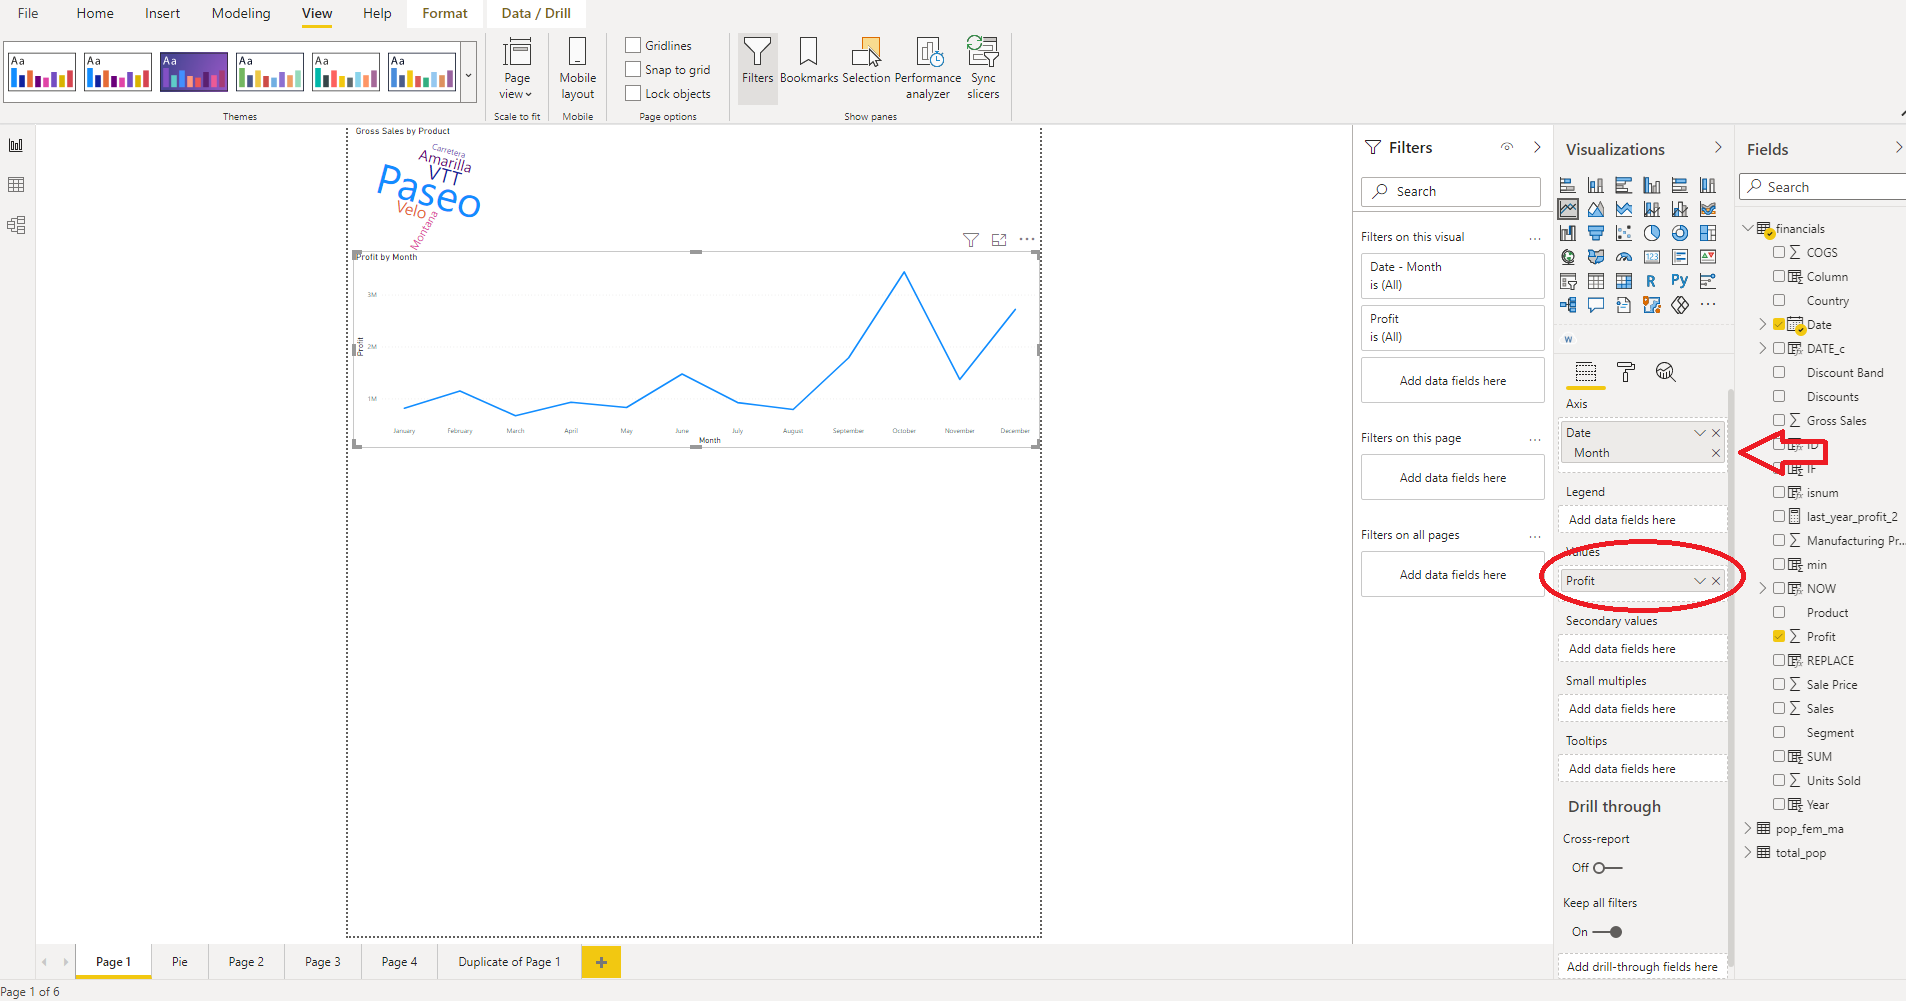 File Home Insert Modeling View Help Format Data / Drill
Aa Aa Aa Aa Aa Aa
Page view
Mobile layout
Gridlines
Snap to grid
Lock objects
Filters
Bookmarks
Selection
Performance analyzer
Sync slicers
Themes Scale to fit Mobile Page options Show panes
Gross Sales by Product
Carretera
Amarilla
VTT
Paseo
Velo
Montana
Profit by Month
3M
2M
1M
Profit
January February March April May June July August September October November December
Month
Filters
Search
Filters on this visual ...
Date - Month
is (All)
Profit
is (All)
Add data fields here
Filters on this page ...
Add data fields here
Filters on all pages ...
Add data fields here
Visualizations
123
R
Py
...
W
Axis
Date
Month
Legend
Add data fields here
Values
Profit
Secondary values
Add data fields here
Small multiples
Add data fields here
Tooltips
Add data fields here
Drill through
Cross-report
Off
Keep all filters
On
Add drill-through fields here
Fields
Search
financials
COGS
Column
Country
Date
DATE_c
Discount Band
Discounts
Gross Sales
ID
IF
isnum
last_year_profit_2
Manufacturing Pr...
min
NOW
Product
Profit
REPLACE
Sale Price
Sales
Segment
SUM
Units Sold
Year
pop_fem_ma
total_pop
Page 1 Pie Page 2 Page 3 Page 4 Duplicate of Page 1 +
Page 1 of 6